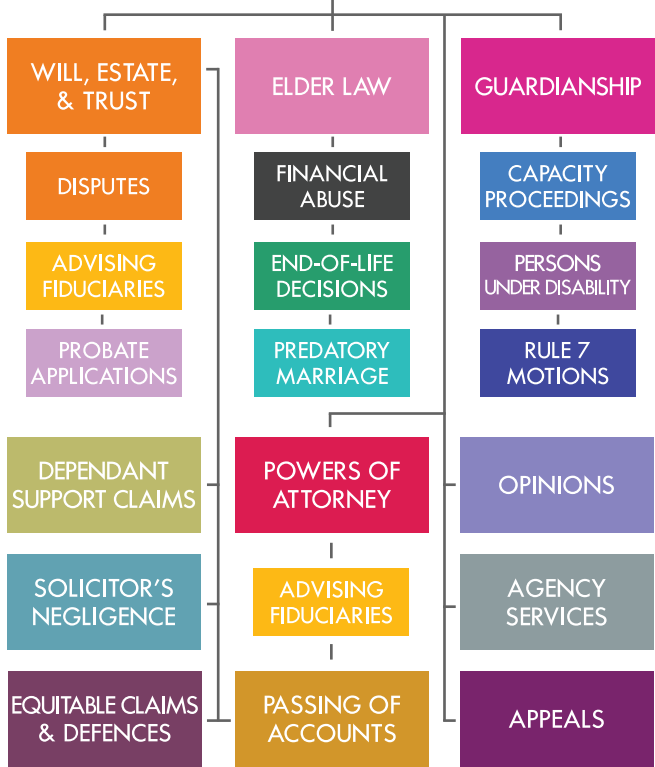 WILL, ESTATE,
& TRUST
ELDER LAW
GUARDIANSHIP
DISPUTES
FINANCIAL
ABUSE
CAPACITY
PROCEEDINGS
ADVISING
FIDUCIARIES
END-OF-LIFE
DECISIONS
PERSONS
UNDER DISABILITY
PROBATE
APPLICATIONS
PREDATORY
MARRIAGE
RULE 7
MOTIONS
DEPENDANT
SUPPORT CLAIMS
POWERS OF
ATTORNEY
OPINIONS
SOLICITOR'S
NEGLIGENCE
ADVISING
FIDUCIARIES
AGENCY
SERVICES
EQUITABLE CLAIMS
& DEFENCES
PASSING OF
ACCOUNTS
APPEALS